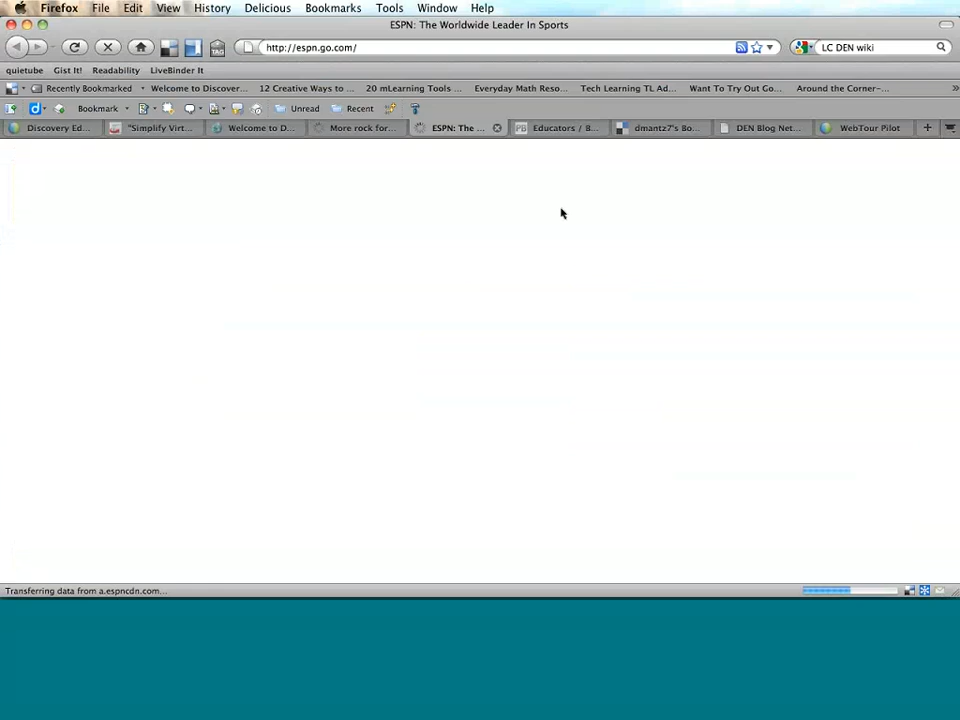 Firefox File Edit View History Delicious Bookmarks Tools Window Help
ESPN: The Worldwide Leader In Sports
http://espn.go.com/ LC DEN wiki
quietube Gist It! Readability LiveBinder It
Recently Bookmarked Welcome to Discover... 12 Creative Ways to ... 20 mLearning Tools ... Everyday Math Reso... Tech Learning TL Ad... Want To Try Out Go... Around the Corner-... »
Bookmark Unread Recent
Discovery Ed... "Simplify Virt... Welcome to D... More rock for... ESPN: The ... PB Educators / B... dmantz7's Bo... DEN Blog Net... WebTour Pilot +
Transferring data from a.espncdn.com...